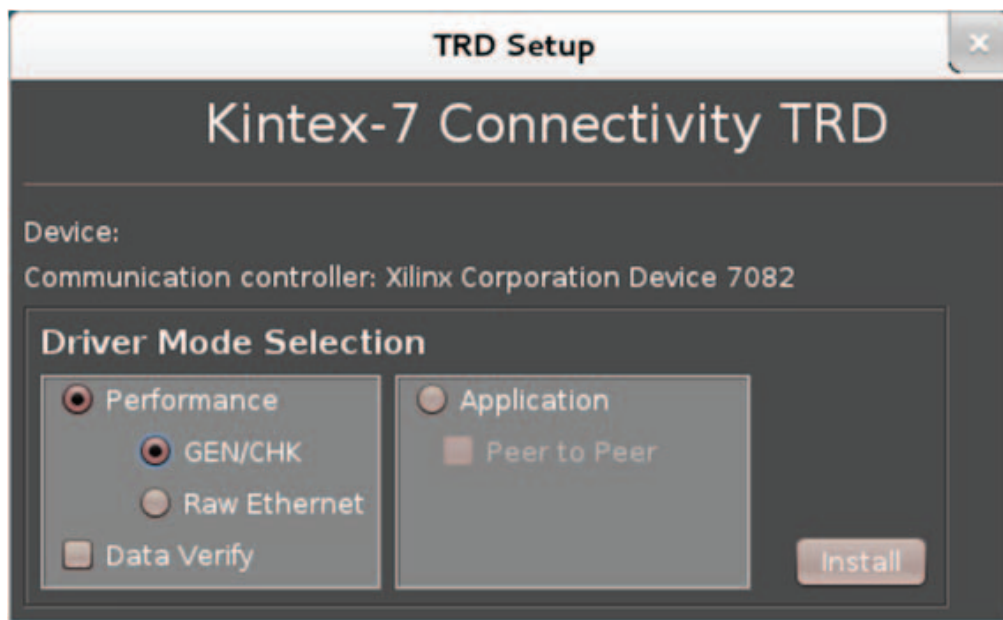 TRD Setup
Kintex-7 Connectivity TRD
Device:
Communication controller: Xilinx Corporation Device 7082
Driver Mode Selection
Performance
GEN/CHK
Raw Ethernet
Data Verify
Application
Peer to Peer
Install